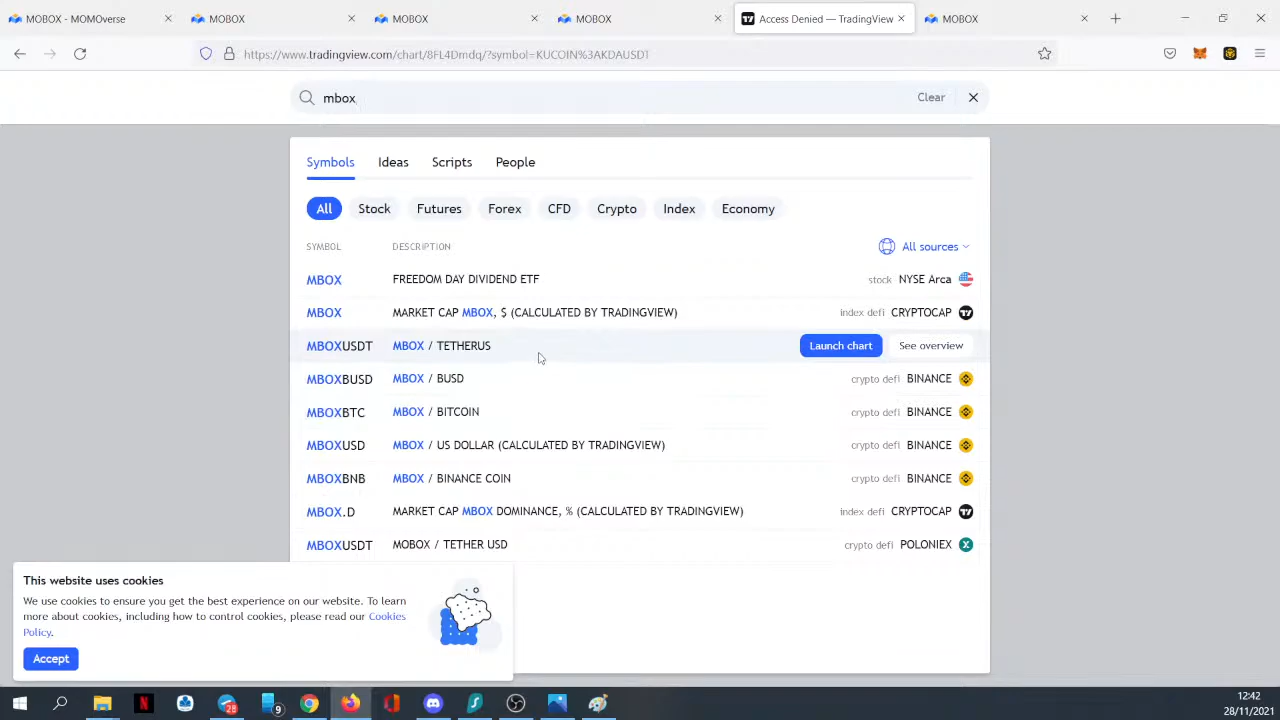 MOBOX - MOMOverse
MOBOX
MOBOX
MOBOX
Access Denied — TradingView
MOBOX
https://www.tradingview.com/chart/8FL4Dmdq/?symbol=KUCOIN%3AKDAUSDT
mbox
Clear
Symbols Ideas Scripts People
All Stock Futures Forex CFD Crypto Index Economy
SYMBOL DESCRIPTION All sources
MBOX FREEDOM DAY DIVIDEND ETF stock NYSE Arca
MBOX MARKET CAP MBOX, $ (CALCULATED BY TRADINGVIEW) index defi CRYPTOCAP
MBOXUSDT MBOX / TETHERUS Launch chart See overview
MBOXBUSD MBOX / BUSD crypto defi BINANCE
MBOXBTC MBOX / BITCOIN crypto defi BINANCE
MBOXUSD MBOX / US DOLLAR (CALCULATED BY TRADINGVIEW) crypto defi BINANCE
MBOXBNB MBOX / BINANCE COIN crypto defi BINANCE
MBOX.D MARKET CAP MBOX DOMINANCE, % (CALCULATED BY TRADINGVIEW) index defi CRYPTOCAP
MBOXUSDT MOBOX / TETHER USD crypto defi POLONIEX
This website uses cookies
We use cookies to ensure you get the best experience on our website. To learn
more about cookies, including how to control cookies, please read our Cookies
Policy.
Accept
28
9
12:42
28/11/2021